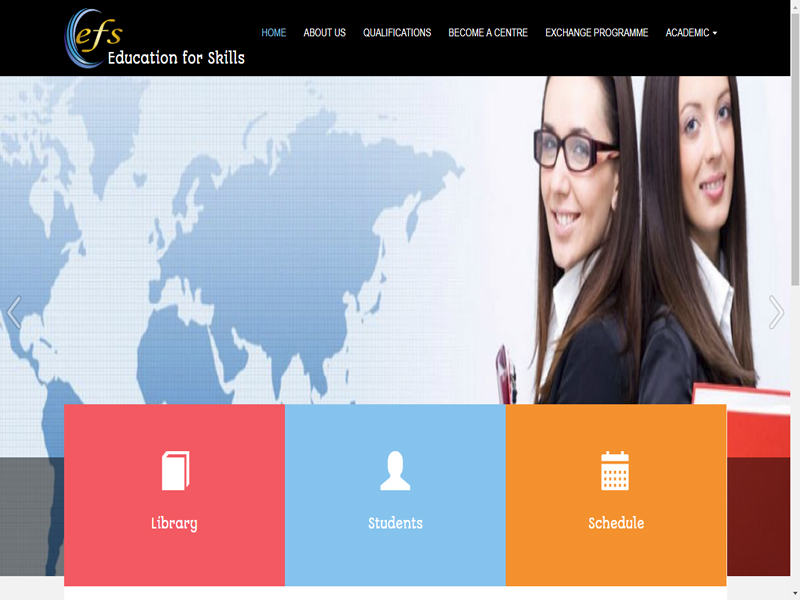 efs
Education for Skills
HOME ABOUT US QUALIFICATIONS BECOME A CENTRE EXCHANGE PROGRAMME ACADEMIC
Library Students Schedule